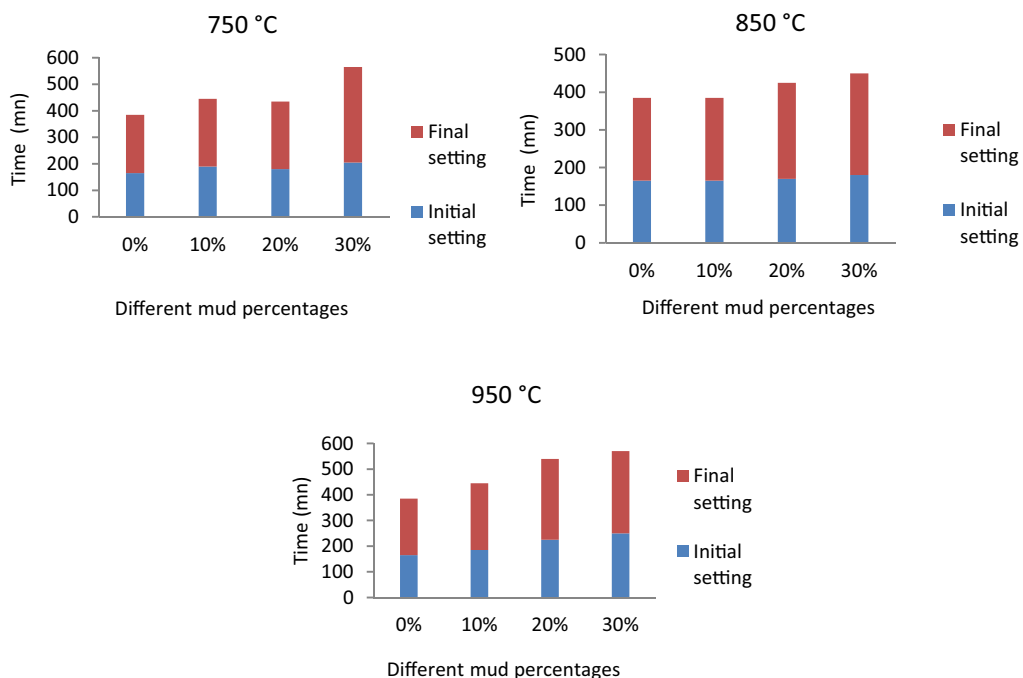 750 °C
600
500
400
300
200
100
0
Time (mn)
0% 10% 20% 30%
Different mud percentages
Final
setting
Initial
setting
850 °C
500
400
300
200
100
0
Time (mn)
0% 10% 20% 30%
Different mud percentages
Final
setting
Initial
setting
950 °C
600
500
400
300
200
100
0
Time (mn)
0% 10% 20% 30%
Different mud percentages
Final
setting
Initial
setting